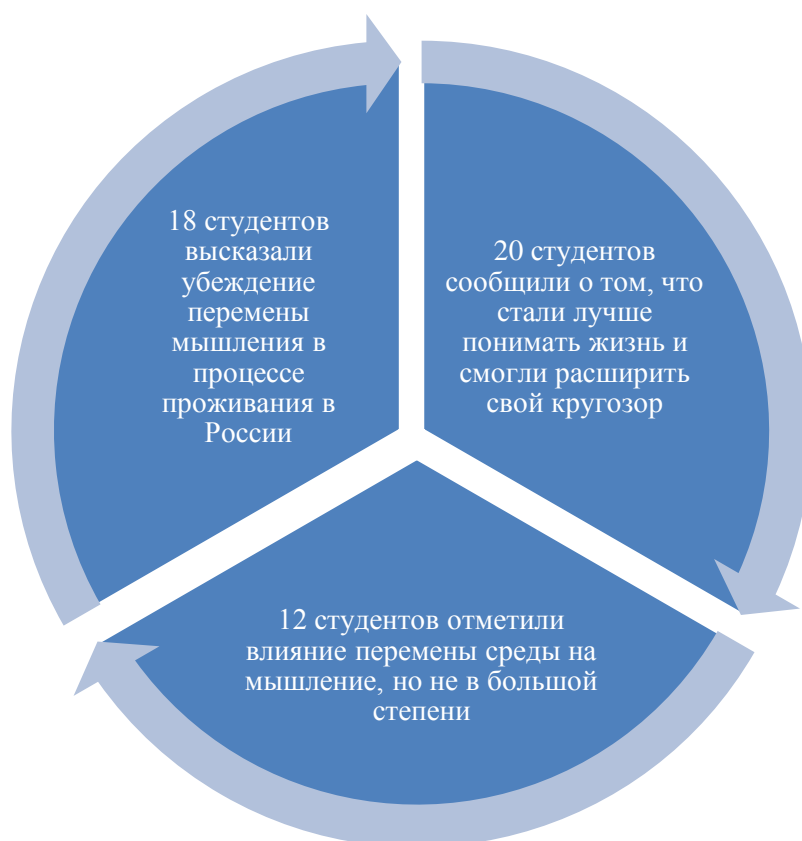 18 студентов
высказали
убеждение
перемены
мышления в
процессе
проживания в
России
20 студентов
сообщили о том, что
стали лучше
понимать жизнь и
смогли расширить
свой кругозор
12 студентов отметили
влияние перемены среды на
мышление, но не в большой
степени